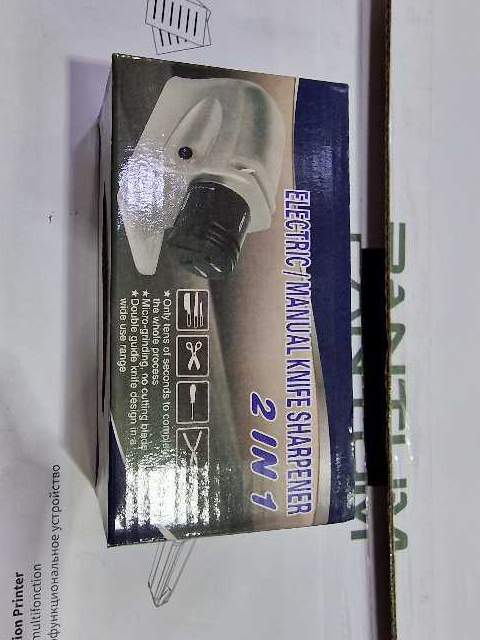 ELECTRIC/MANUAL KNIFE SHARPENER
2 IN 1
★Only tens of seconds to complete
the whole process
★Micro-grinding, no cutting blade
★Double guide knife design in a
wide use range
PANTUM
ion Printer
multifonction
функциональное устройство